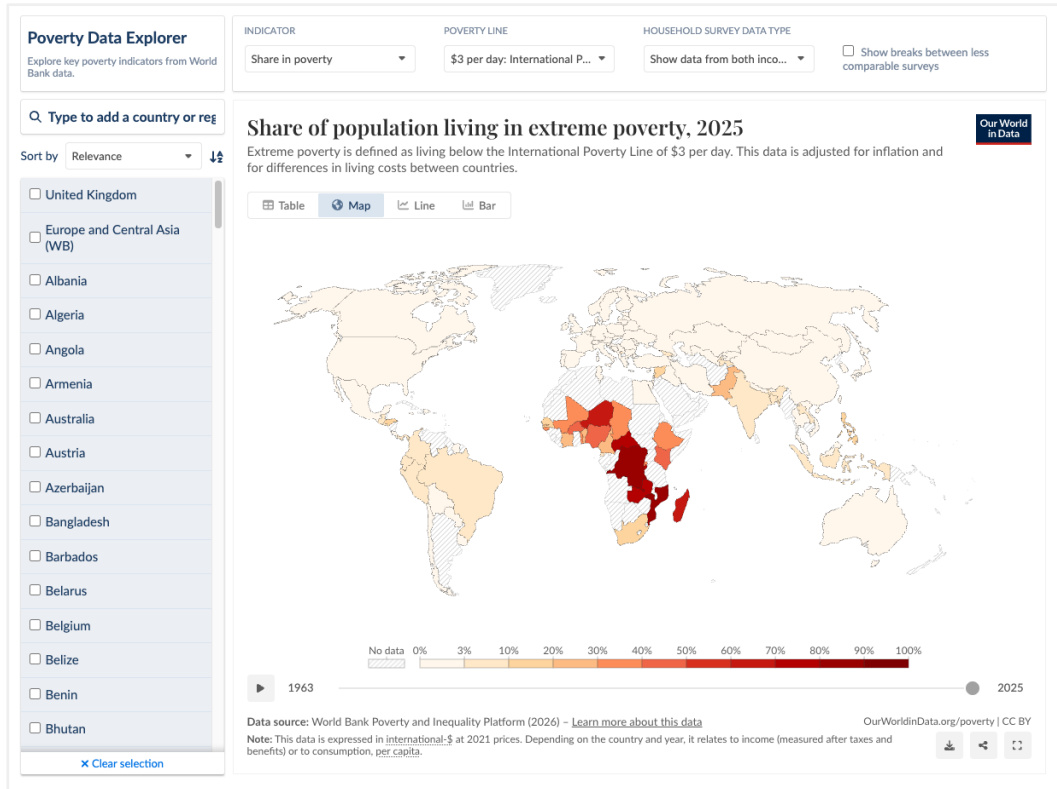 Poverty Data Explorer
Explore key poverty indicators from World
Bank data.
INDICATOR
Share in poverty
POVERTY LINE
$3 per day: International P...
HOUSEHOLD SURVEY DATA TYPE
Show data from both inco...
Show breaks between less
comparable surveys
Type to add a country or reg
Sort by
Relevance
United Kingdom
Europe and Central Asia
(WB)
Albania
Algeria
Angola
Armenia
Australia
Austria
Azerbaijan
Bangladesh
Barbados
Belarus
Belgium
Belize
Benin
Bhutan
× Clear selection
Share of population living in extreme poverty, 2025
Extreme poverty is defined as living below the International Poverty Line of $3 per day. This data is adjusted for inflation and
for differences in living costs between countries.
Our World
in Data
Table
Map
Line
Bar
No data
0%
3%
10%
20%
30%
40%
50%
60%
70%
80%
90%
100%
1963
2025
Data source: World Bank Poverty and Inequality Platform (2026) – Learn more about this data
OurWorldinData.org/poverty | CC BY
Note: This data is expressed in international-$ at 2021 prices. Depending on the country and year, it relates to income (measured after taxes and
benefits) or to consumption, per capita.